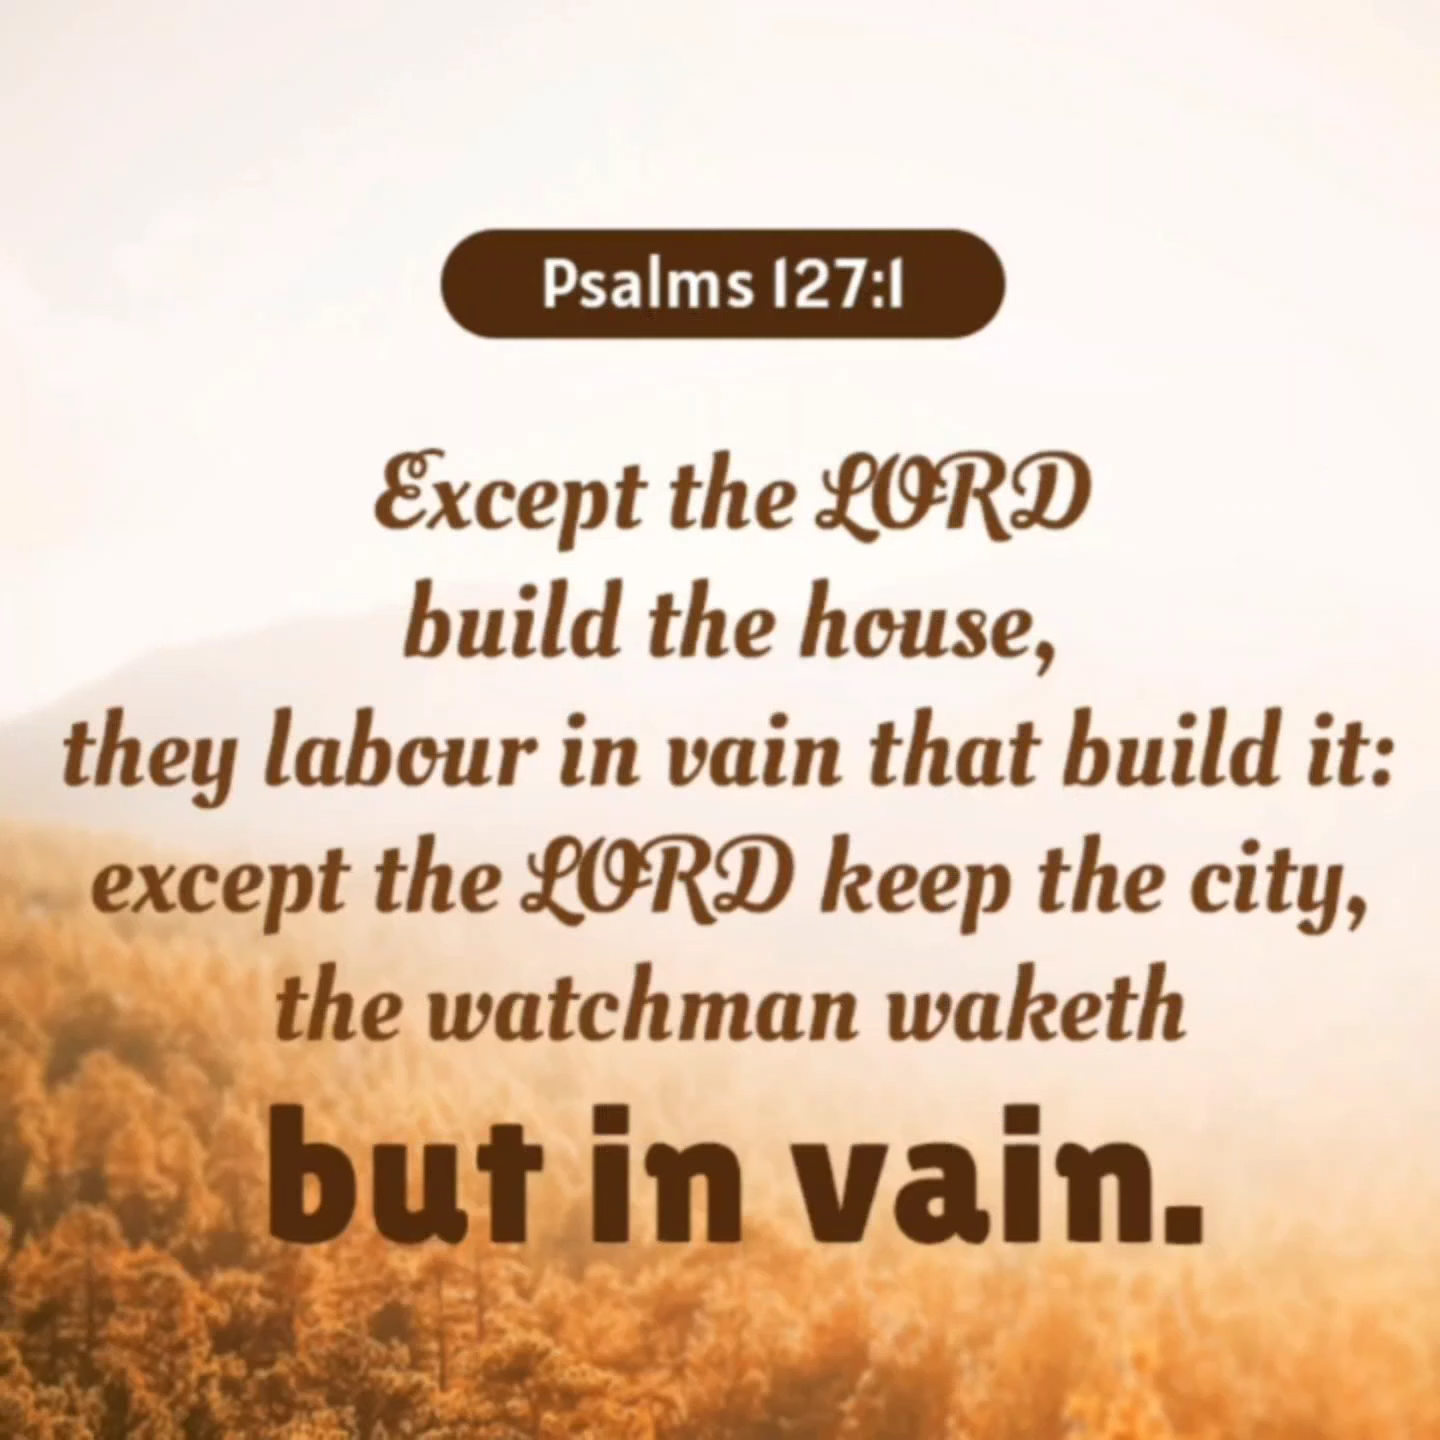 Psalms 127:1
Except the LORD
build the house,
they labour in vain that build it:
except the LORD keep the city,
the watchman waketh
but in vain.